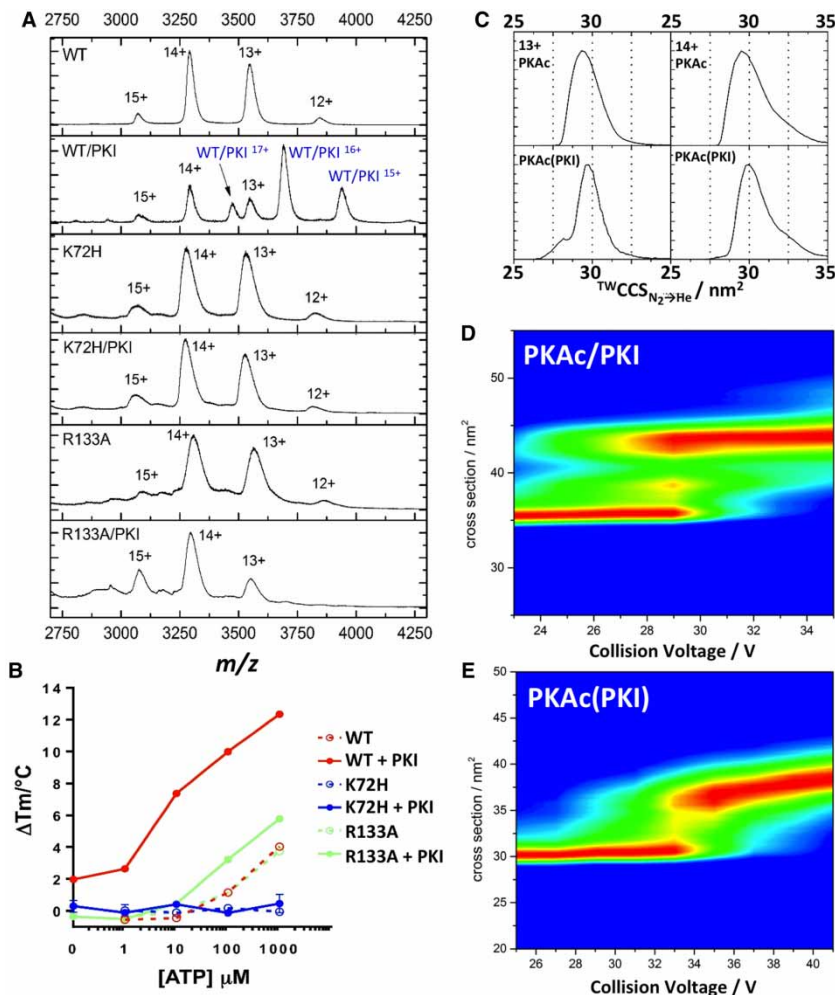 A
2750 3000 3250 3500 3750 4000 4250
WT
15+ 14+ 13+ 12+
WT/PKI
15+ 14+ WT/PKI 17+ 13+ WT/PKI 16+ WT/PKI 15+
K72H
15+ 14+ 13+ 12+
K72H/PKI
15+ 14+ 13+ 12+
R133A
15+ 14+ 13+ 12+
R133A/PKI
15+ 14+ 13+
2700 3000 3250 3500 3750 4000 4250
m/z
B
ΔTm/°C
14
12
10
8
6
4
2
0
0 1 10 100 1000
[ATP] μM
WT
WT + PKI
K72H
K72H + PKI
R133A
R133A + PKI
C
25 30 25 30 35
13+
PKAc
14+
PKAc
PKAc(PKI)
PKAc(PKI)
25 30 25 30 35
TWCCSN2→He / nm2
D
PKAc/PKI
cross section / nm2
50
40
30
24 26 28 30 32 34
Collision Voltage / V
E
PKAc(PKI)
cross section / nm2
50
45
40
35
30
25
20
26 28 30 32 34 36 38 40
Collision Voltage / V